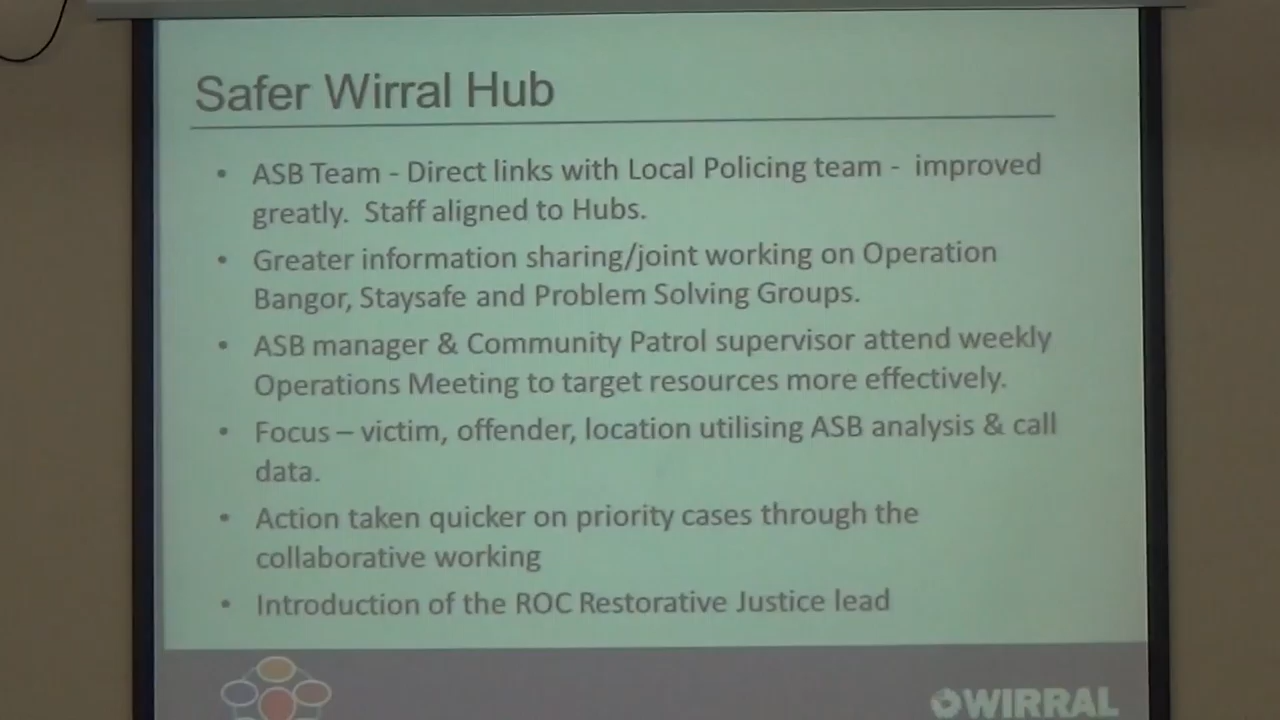 Safer Wirral Hub
• ASB Team - Direct links with Local Policing team - improved
greatly. Staff aligned to Hubs.
• Greater information sharing/joint working on Operation
Bangor, Staysafe and Problem Solving Groups.
• ASB manager & Community Patrol supervisor attend weekly
Operations Meeting to target resources more effectively.
• Focus – victim, offender, location utilising ASB analysis & call
data.
• Action taken quicker on priority cases through the
collaborative working
• Introduction of the ROC Restorative Justice lead
WIRRAL